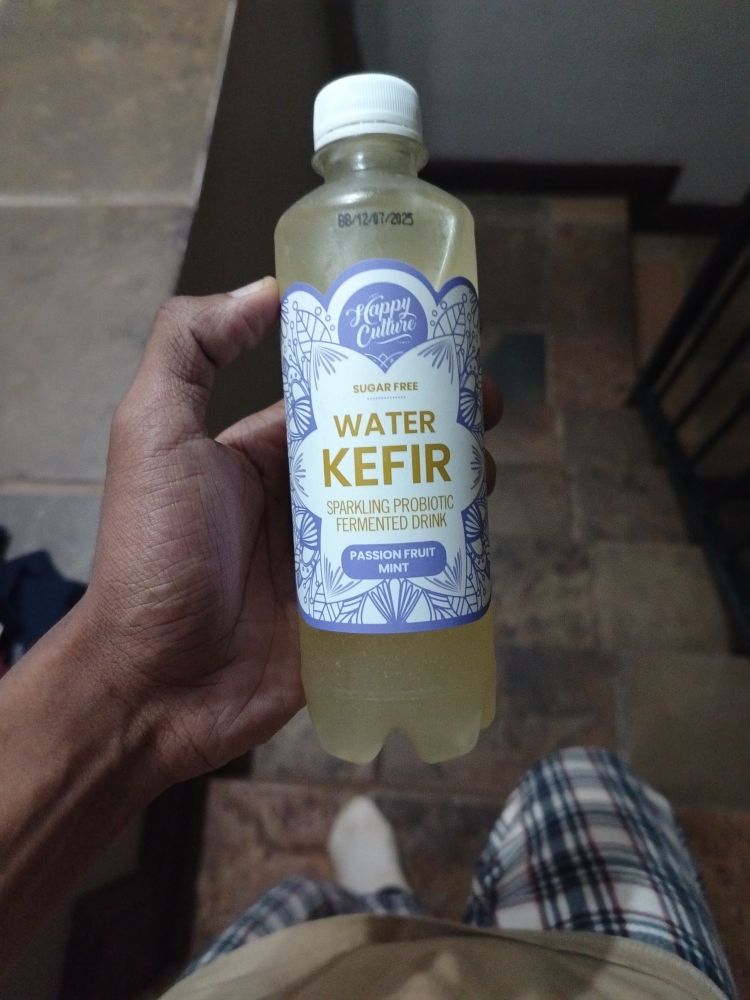 BB/12/07/2025
Happy
Culture
SUGAR FREE
WATER
KEFIR
SPARKLING PROBIOTIC
FERMENTED DRINK
PASSION FRUIT
MINT